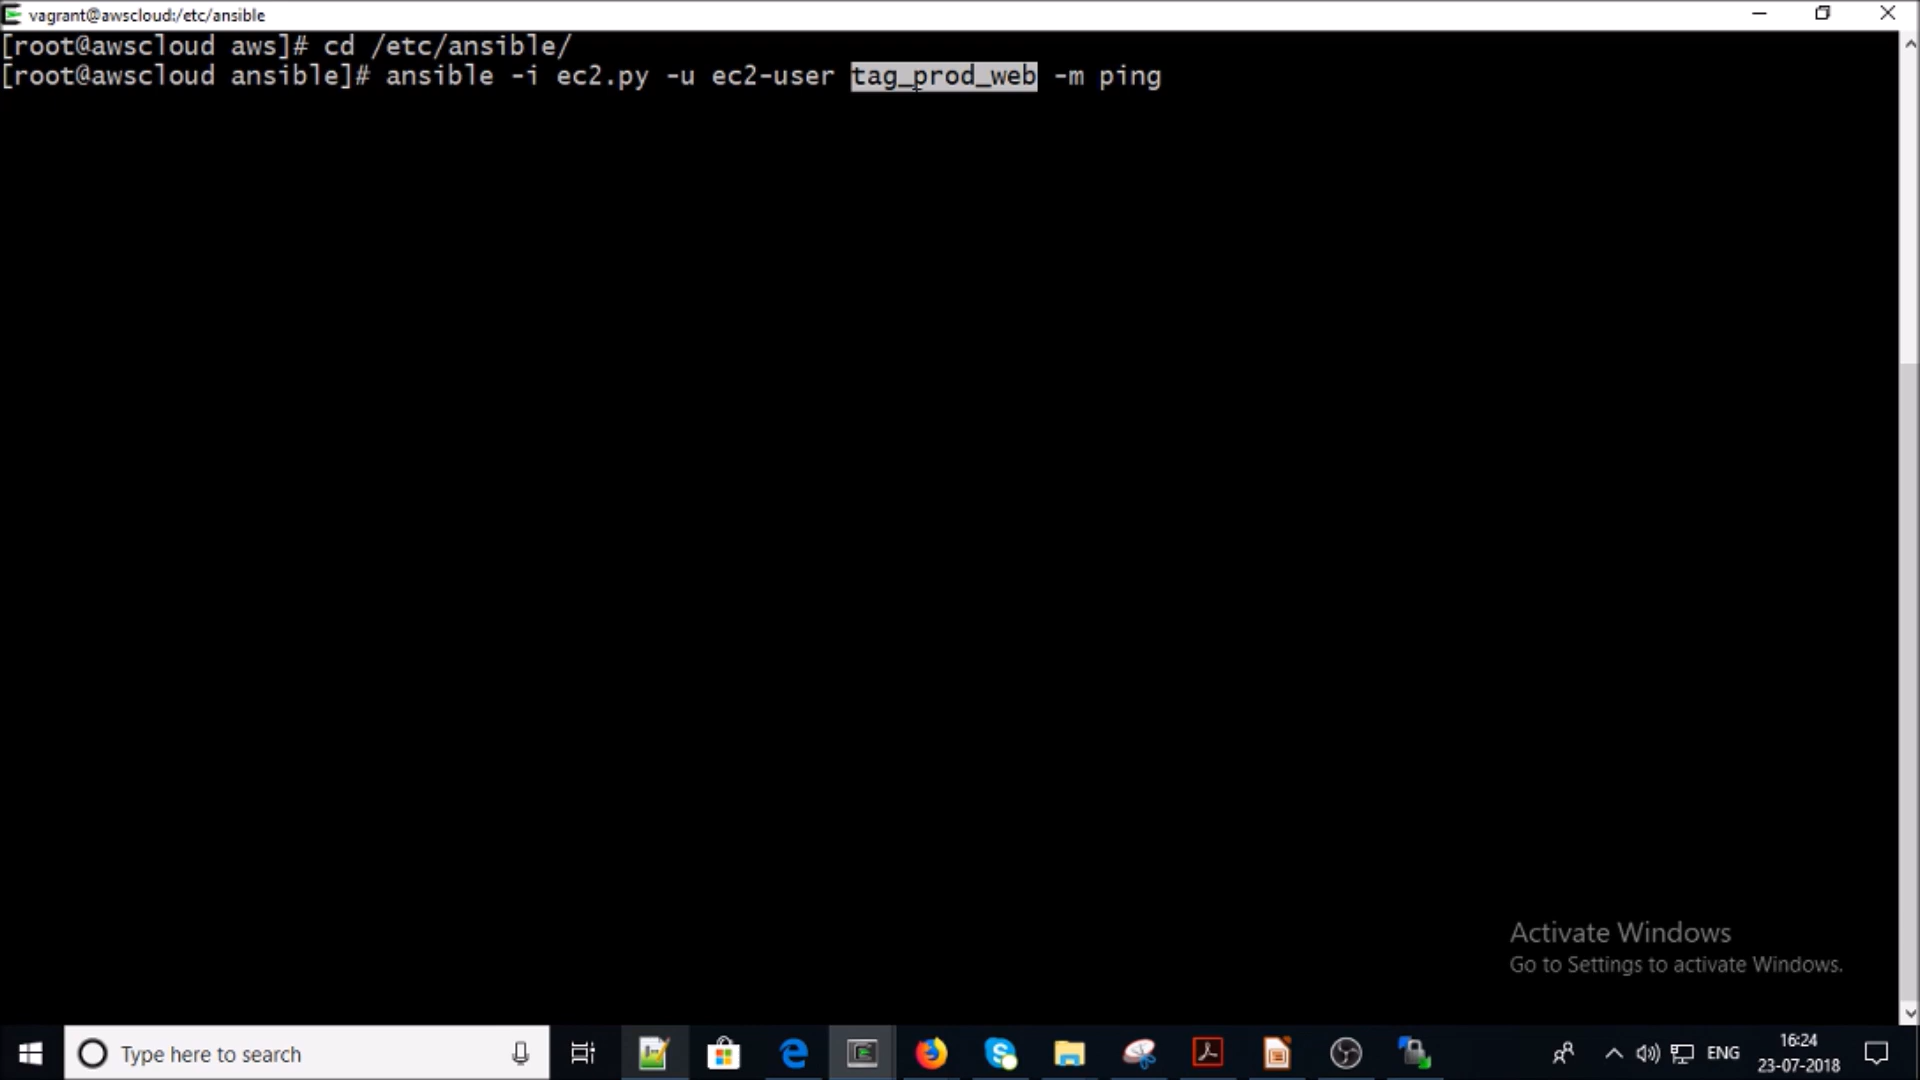 vagrant@awscloud:/etc/ansible
[root@awscloud aws]# cd /etc/ansible/
[root@awscloud ansible]# ansible -i ec2.py -u ec2-user tag_prod_web -m ping
Activate Windows
Go to Settings to activate Windows.
Type here to search
ENG
16:24
23-07-2018